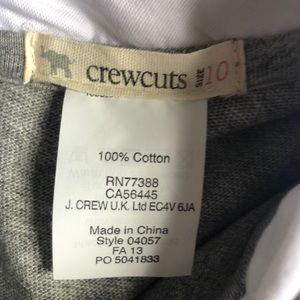 crewcuts SIZE 10
100% Cotton
RN77388
CA56445
J. CREW U.K. Ltd EC4V 6JA
Made in China
Style 04057
FA 13
PO 5041833